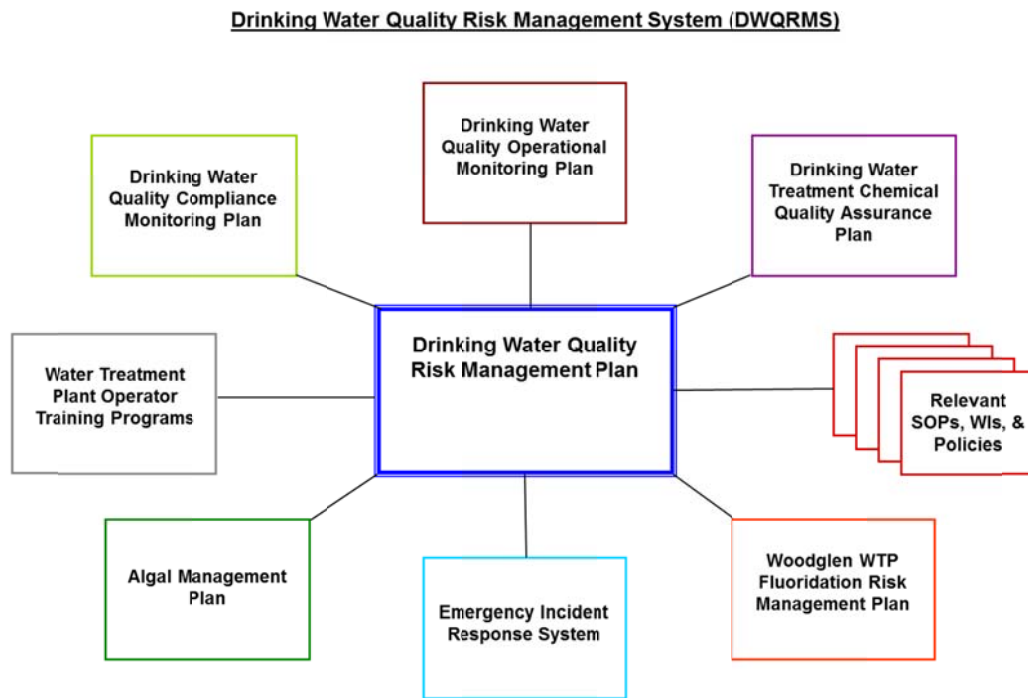 Drinking Water Quality Risk Management System (DWQRMS)
Drinking Water
Quality Compliance
Monitoring Plan
Drinking Water
Quality Operational
Monitoring Plan
Drinking Water
Treatment Chemical
Quality Assurance
Plan
Water Treatment
Plant Operator
Training Programs
Drinking Water Quality
Risk Management Plan
Relevant
SOPs, WIs, &
Policies
Algal Management
Plan
Emergency Incident
Response System
Woodglen WTP
Fluoridation Risk
Management Plan